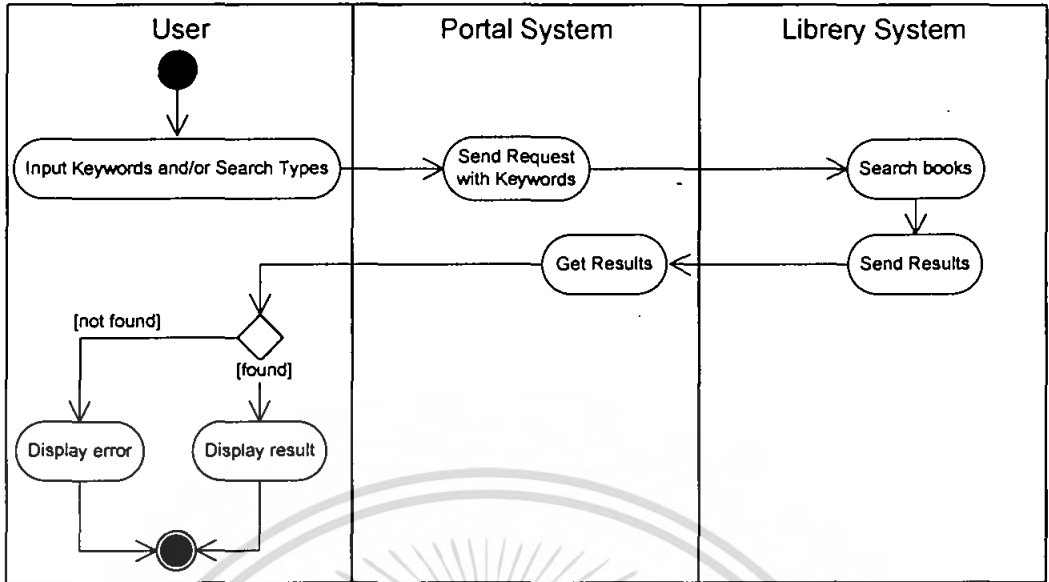 User
Portal System
Librery System
Input Keywords and/or Search Types
Send Request
with Keywords
Search books
Get Results
Send Results
[not found]
[found]
Display error
Display result